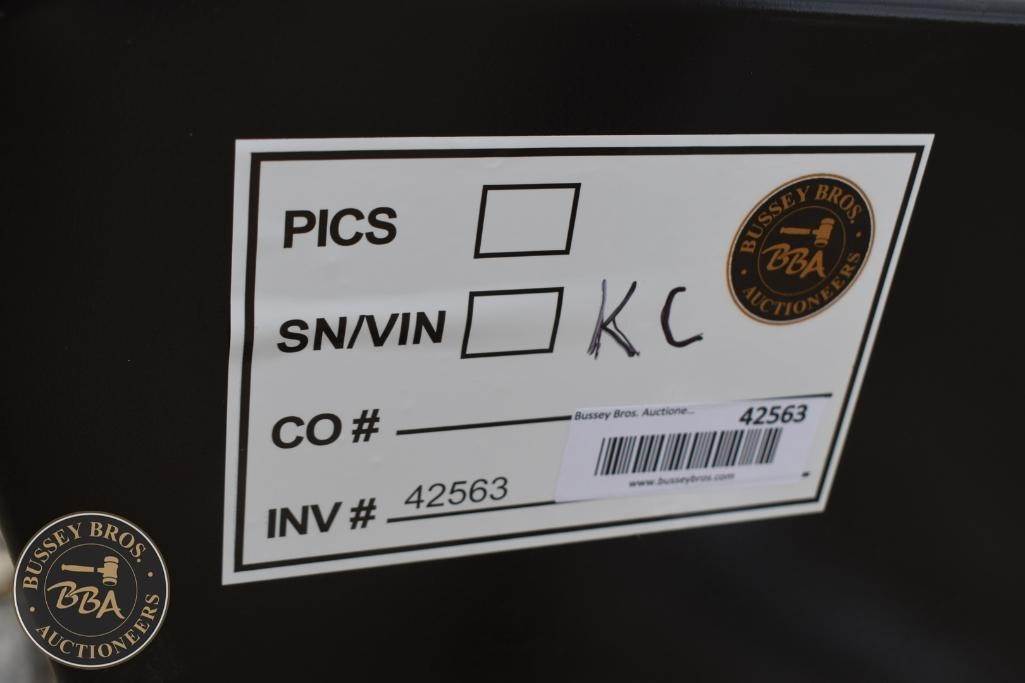 PICS
BUSSEY BROS.
BBA
AUCTIONEERS
SN/VIN KC
CO #
Bussey Bros. Auctione... 42563
www.busseybros.com
INV # 42563
BUSSEY BROS.
BBA
AUCTIONEERS